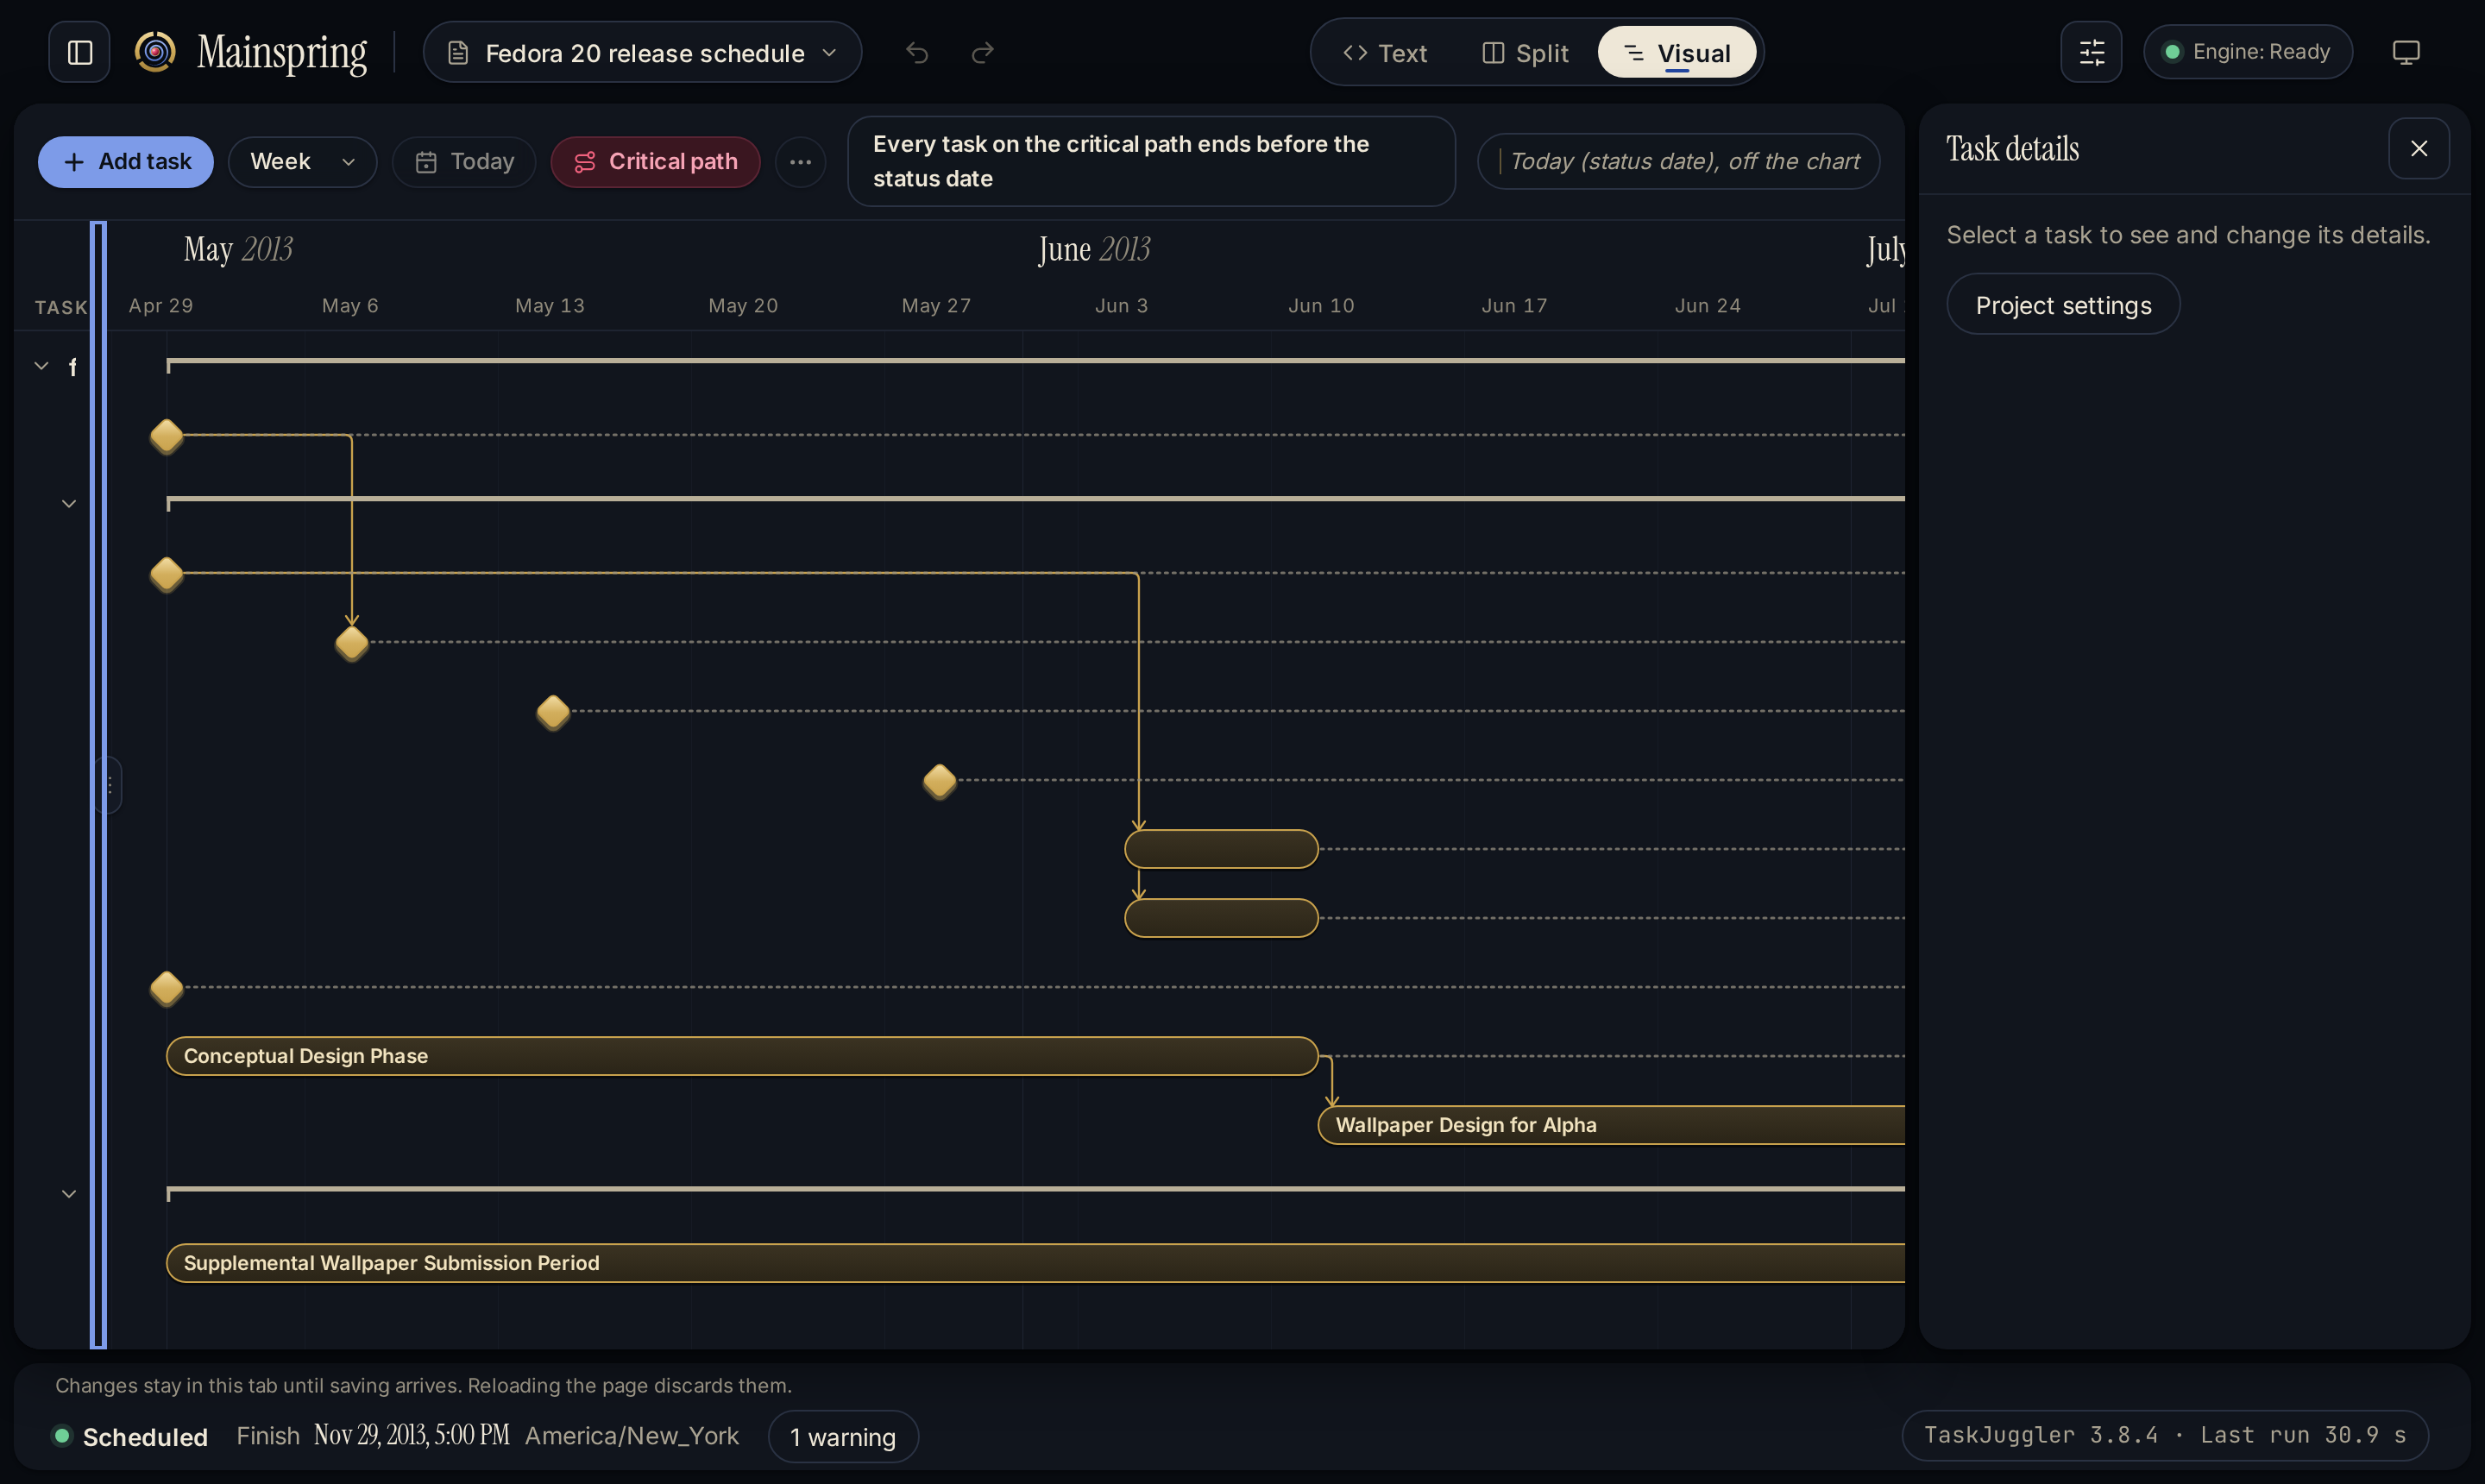 Mainspring
Fedora 20 release schedule
Text
Split
Visual
Engine: Ready
Add task
Week
Today
Critical path
Every task on the critical path ends before the
status date
Today (status date), off the chart
Task details
Select a task to see and change its details.
Project settings
May 2013
June 2013
July
TASK
Apr 29
May 6
May 13
May 20
May 27
Jun 3
Jun 10
Jun 17
Jun 24
Jul
f
Conceptual Design Phase
Wallpaper Design for Alpha
Supplemental Wallpaper Submission Period
Changes stay in this tab until saving arrives. Reloading the page discards them.
Scheduled
Finish Nov 29, 2013, 5:00 PM America/New_York
1 warning
TaskJuggler 3.8.4 · Last run 30.9 s